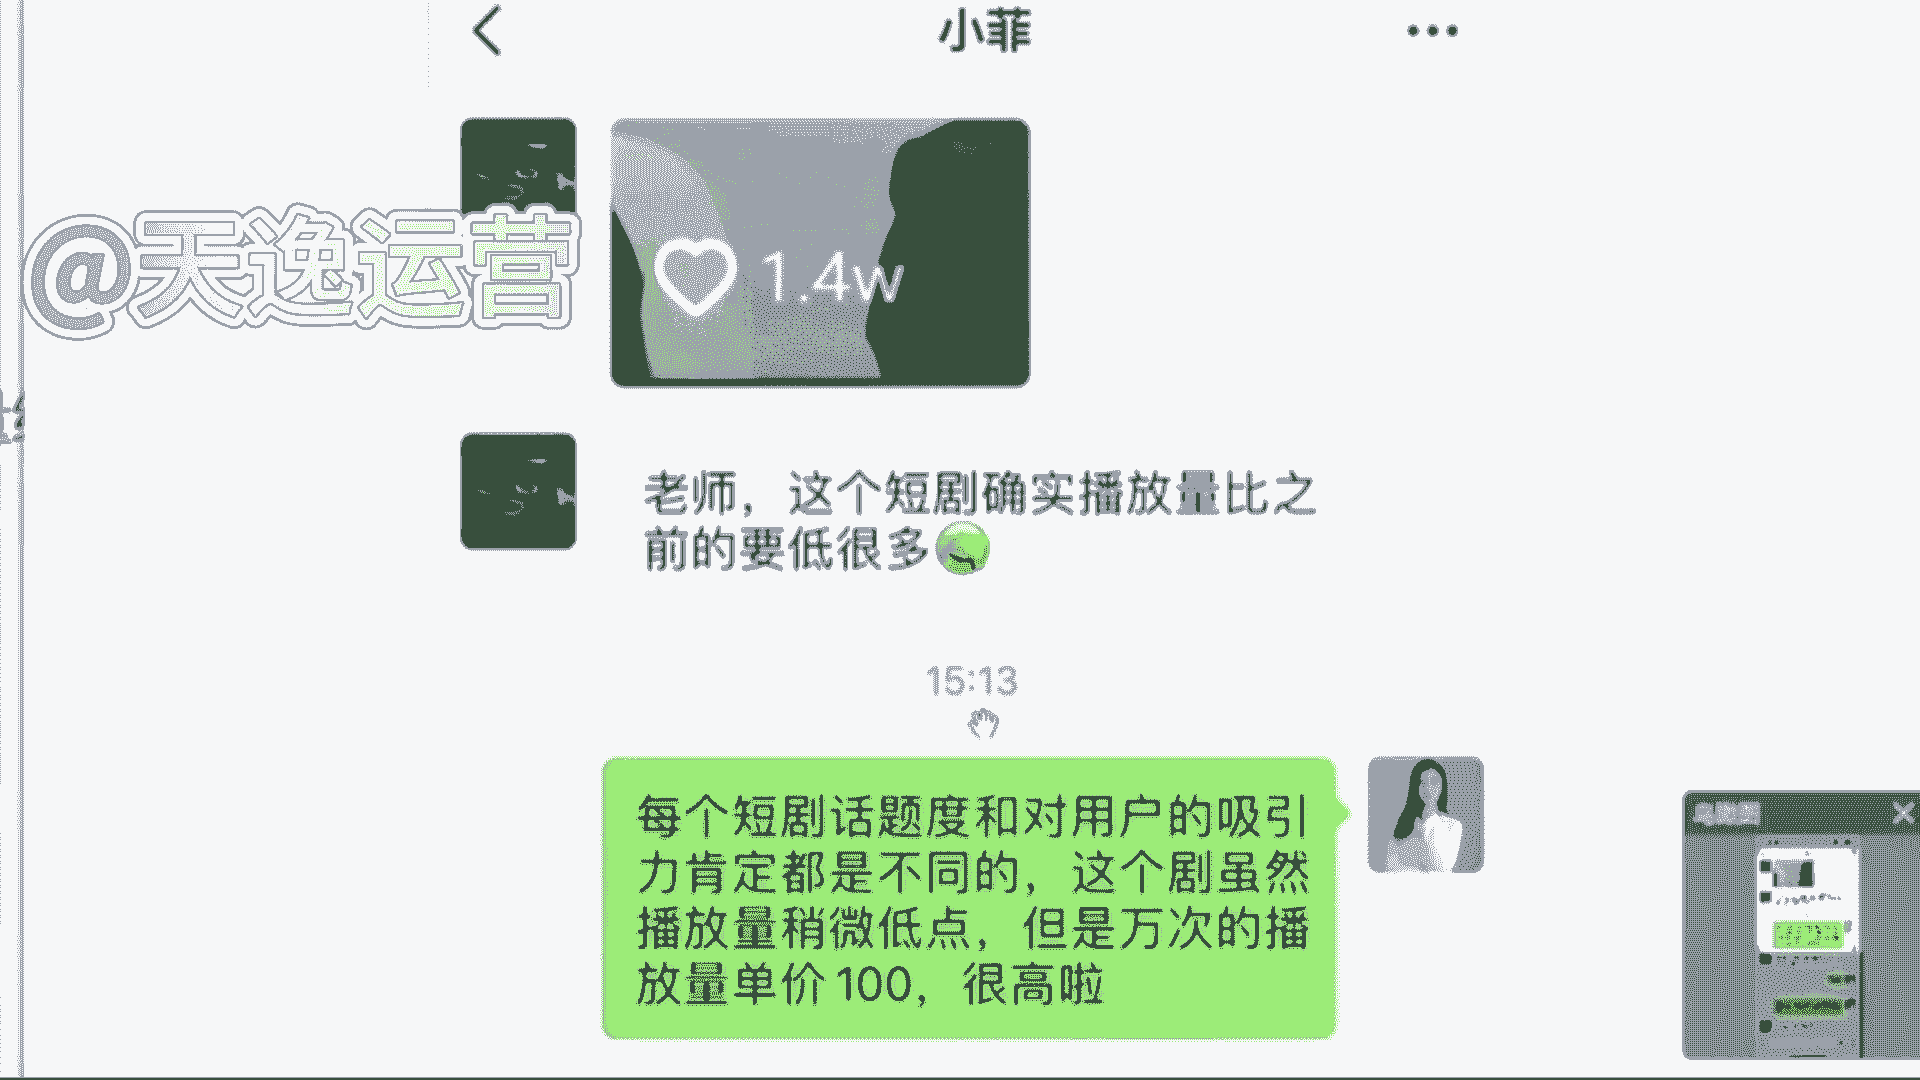 小菲
@天逸运营
1.4w
老师，这个短剧确实播放量比之
前的要低很多
15:13
每个短剧话题度和对用户的吸引
力肯定都是不同的，这个剧虽然
播放量稍微低点，但是万次的播
放量单价100，很高啦